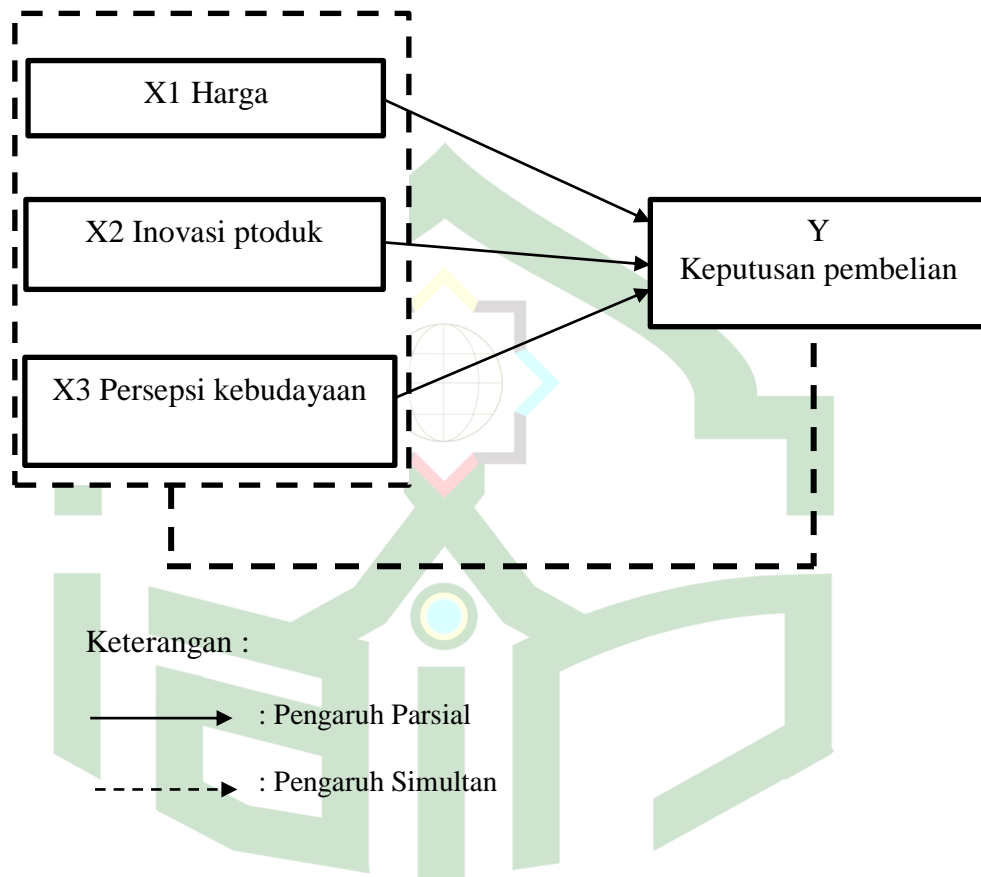 X1 Harga
X2 Inovasi ptoduk
X3 Persepsi kebudayaan
Y
Keputusan pembelian
Keterangan :
: Pengaruh Parsial
: Pengaruh Simultan